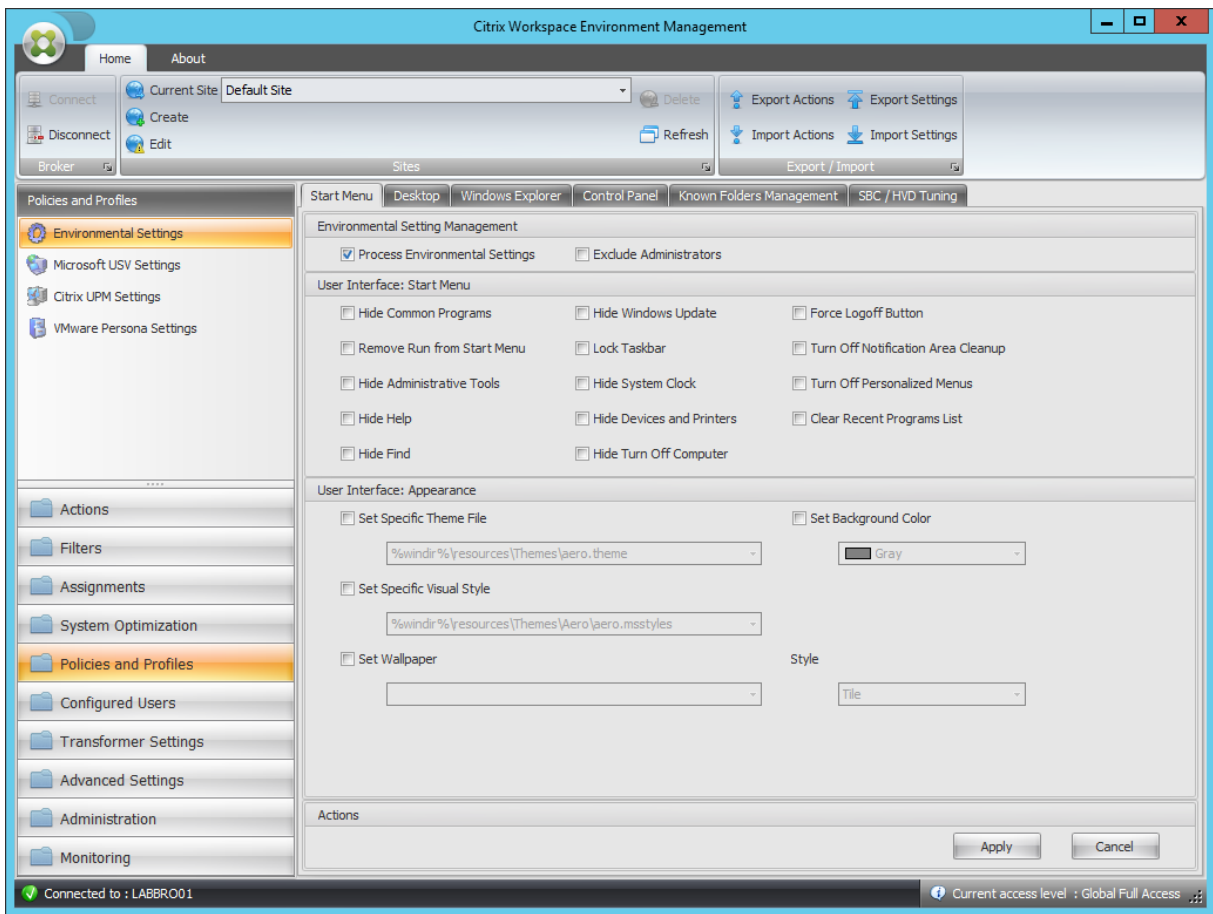 Citrix Workspace Environment Management
Home About
Connect
Disconnect
Broker
Current Site Default Site
Create
Edit
Delete
Refresh
Sites
Export Actions Export Settings
Import Actions Import Settings
Export / Import
Policies and Profiles
Environmental Settings
Microsoft USV Settings
Citrix UPM Settings
VMware Persona Settings
Actions
Filters
Assignments
System Optimization
Policies and Profiles
Configured Users
Transformer Settings
Advanced Settings
Administration
Monitoring
Start Menu Desktop Windows Explorer Control Panel Known Folders Management SBC / HVD Tuning
Environmental Setting Management
Process Environmental Settings Exclude Administrators
User Interface: Start Menu
Hide Common Programs Hide Windows Update Force Logoff Button
Remove Run from Start Menu Lock Taskbar Turn Off Notification Area Cleanup
Hide Administrative Tools Hide System Clock Turn Off Personalized Menus
Hide Help Hide Devices and Printers Clear Recent Programs List
Hide Find Hide Turn Off Computer
User Interface: Appearance
Set Specific Theme File Set Background Color
%windir%\resources\Themes\aero.theme Gray
Set Specific Visual Style
%windir%\resources\Themes\Aero\aero.msstyles
Set Wallpaper Style
Tile
Actions
Apply Cancel
Connected to : LABBRO01 Current access level : Global Full Access